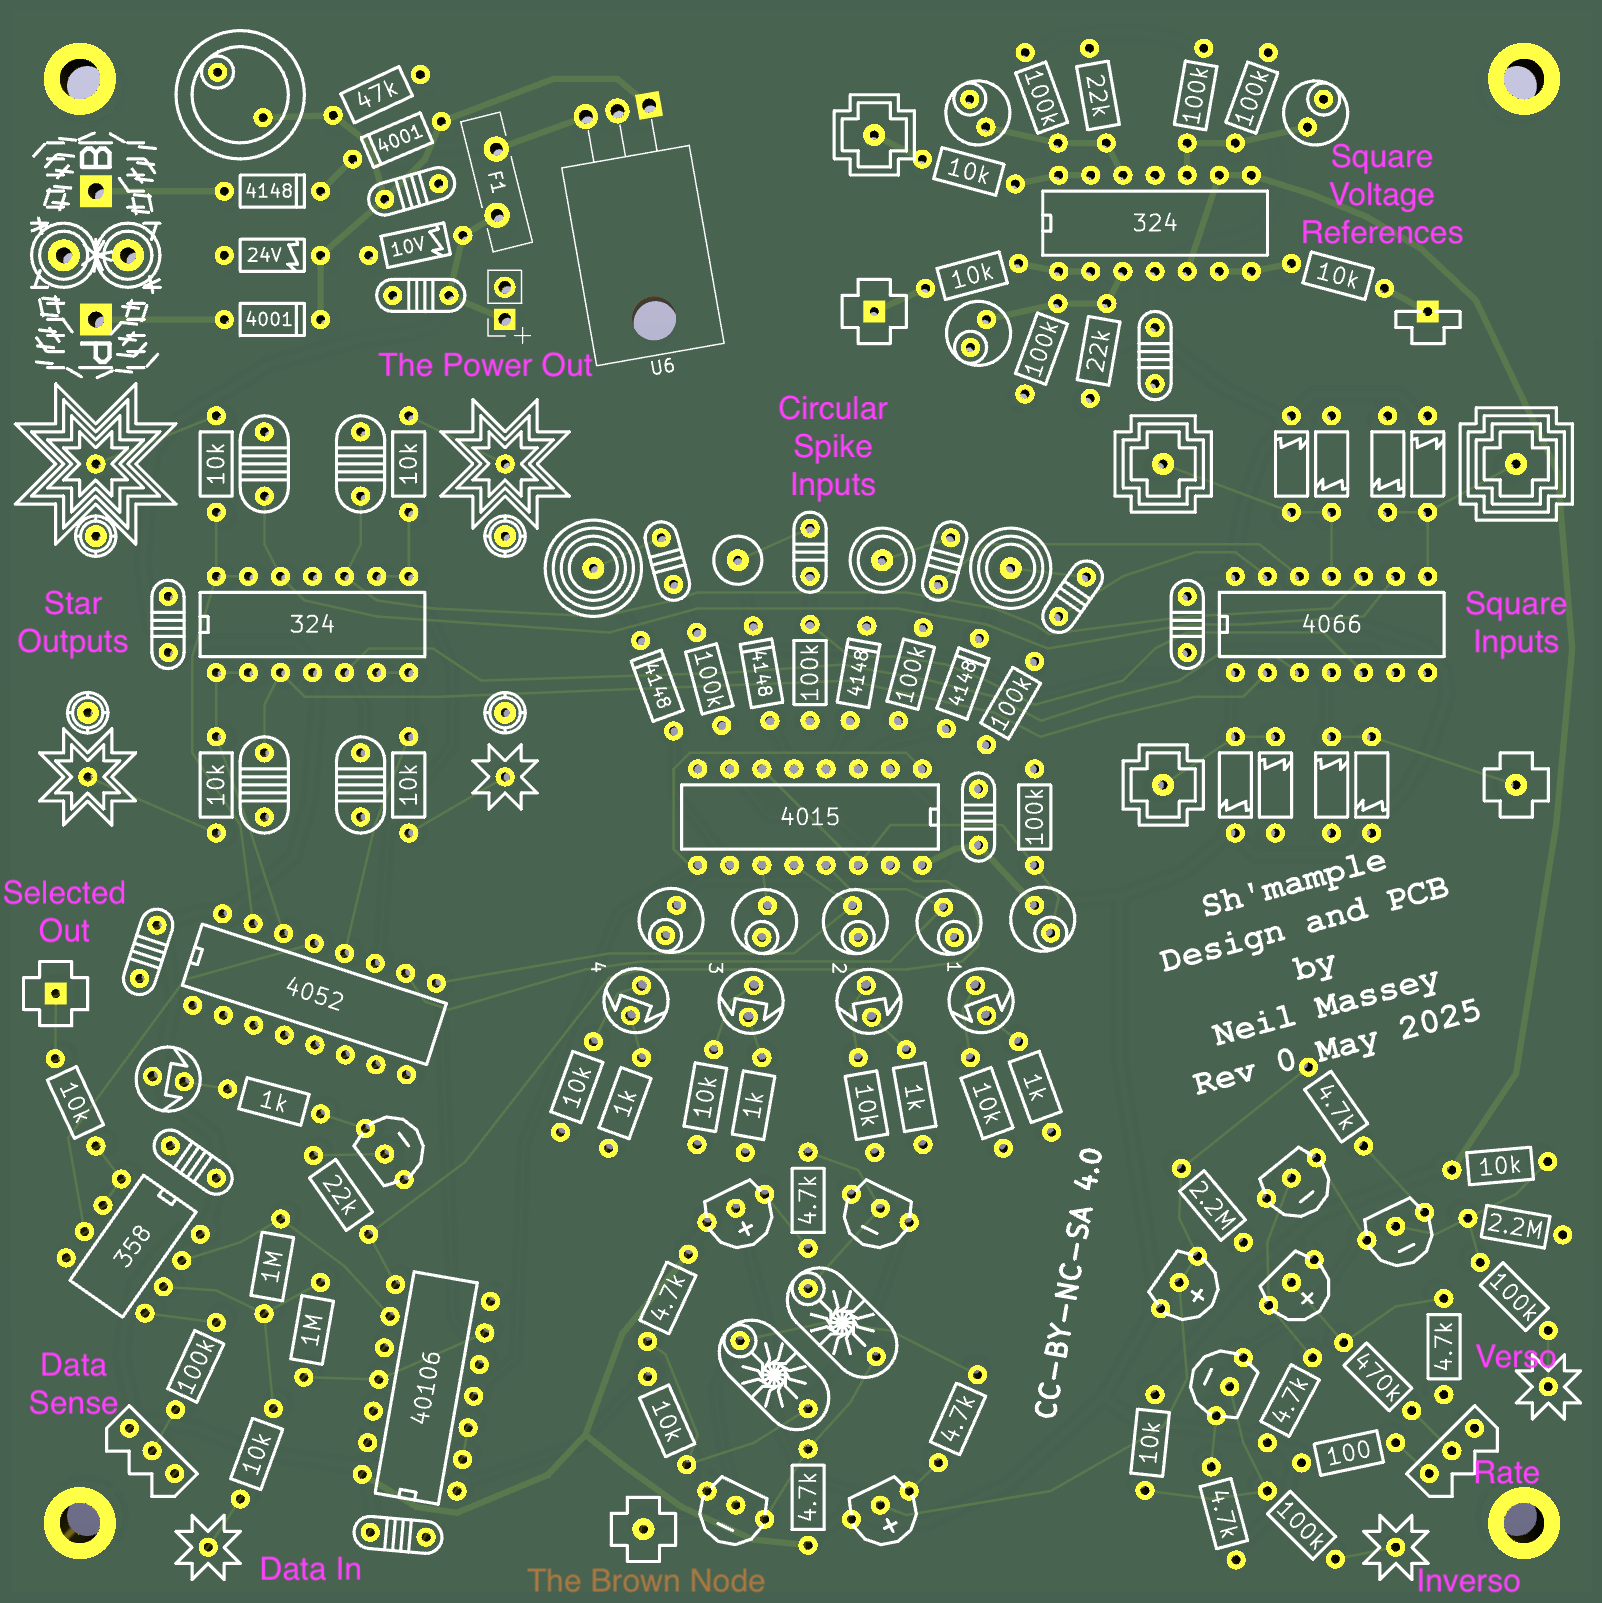 B
47k
4001
4148
F1
24V
10V
4001
P
+
The Power Out
U6
100k
22k
100k
100k
10k
324
Square
Voltage
References
10k
10k
100k
22k
Circular
Spike
Inputs
10k
10k
Star
Outputs
324
10k
10k
4148
100k
4148
100k
4148
100k
4148
100k
4015
100k
4066
Square
Inputs
Sh'mample
Design and PCB
by
Neil Massey
Rev 0 May 2025
Selected
Out
4052
4
3
2
1
10k
1k
10k
1k
10k
1k
10k
1k
10k
1k
22k
358
1M
1M
100k
Data
Sense
10k
40106
Data In
4.7k
+
−
4.7k
10k
4.7k
4.7k
−
+
The Brown Node
CC−BY−NC−SA 4.0
4.7k
10k
2.2M
2.2M
−
−
+
+
100k
4.7k
Verso
−
4.7k
470k
10k
100
Rate
4.7k
100k
Inverso